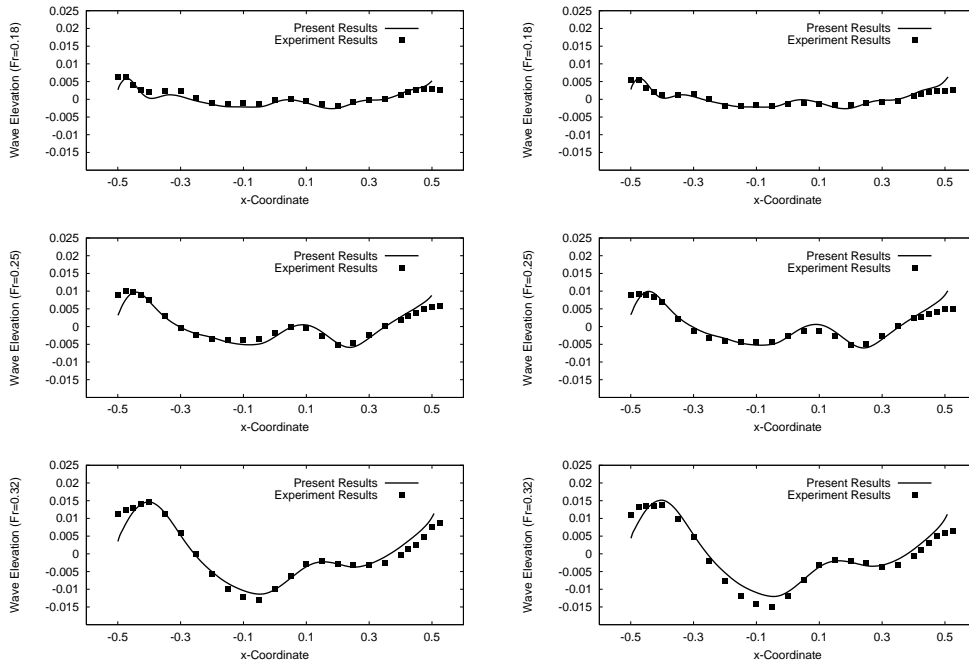 Wave Elevation (Fr=0.18)
0.025
0.02
0.015
0.01
0.005
0
-0.005
-0.01
-0.015
Present Results
Experiment Results
-0.5 -0.3 -0.1 0.1 0.3 0.5
x-Coordinate
Wave Elevation (Fr=0.18)
0.025
0.02
0.015
0.01
0.005
0
-0.005
-0.01
-0.015
Present Results
Experiment Results
-0.5 -0.3 -0.1 0.1 0.3 0.5
x-Coordinate
Wave Elevation (Fr=0.25)
0.025
0.02
0.015
0.01
0.005
0
-0.005
-0.01
-0.015
Present Results
Experiment Results
-0.5 -0.3 -0.1 0.1 0.3 0.5
x-Coordinate
Wave Elevation (Fr=0.25)
0.025
0.02
0.015
0.01
0.005
0
-0.005
-0.01
-0.015
Present Results
Experiment Results
-0.5 -0.3 -0.1 0.1 0.3 0.5
x-Coordinate
Wave Elevation (Fr=0.32)
0.025
0.02
0.015
0.01
0.005
0
-0.005
-0.01
-0.015
Present Results
Experiment Results
-0.5 -0.3 -0.1 0.1 0.3 0.5
x-Coordinate
Wave Elevation (Fr=0.32)
0.025
0.02
0.015
0.01
0.005
0
-0.005
-0.01
-0.015
Present Results
Experiment Results
-0.5 -0.3 -0.1 0.1 0.3 0.5
x-Coordinate